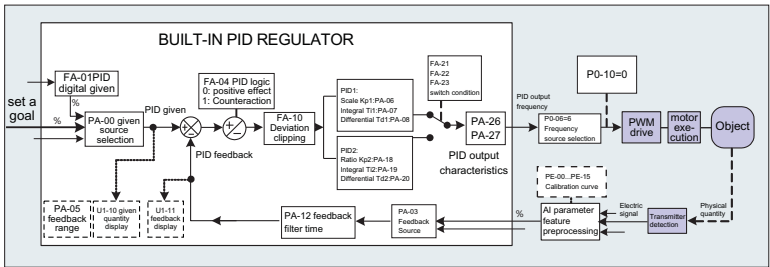 BUILT-IN PID REGULATOR
FA-01PID
digital given
%
set a
goal
%
PA-00 given
source
selection
PID given
FA-04 PID logic
0: positive effect
1: Counteraction
FA-10
Deviation
clipping
PID1:
Scale Kp1:PA-06
Integral Ti1:PA-07
Differential Td1:PA-08
PID2:
Ratio Kp2:PA-18
Integral TI2:PA-19
Differential Td2:PA-20
FA-21
FA-22
FA-23
switch condition
PA-26
PA-27
PID output
characteristics
PID output
frequency
P0-10=0
P0-06=6
Frequency
source selection
PWM
drive
motor
exe-
cution
Object
PID feedback
PA-05
feedback
range
U1-10 given
quantity
display
U1-11
feedback
display
PA-12 feedback
filter time
PA-03
Feedback
Source
%
PE-00...PE-15
Calibration curve
AI parameter
feature
preprocessing
Electric
signal
Transmitter
detection
Physical
quantity